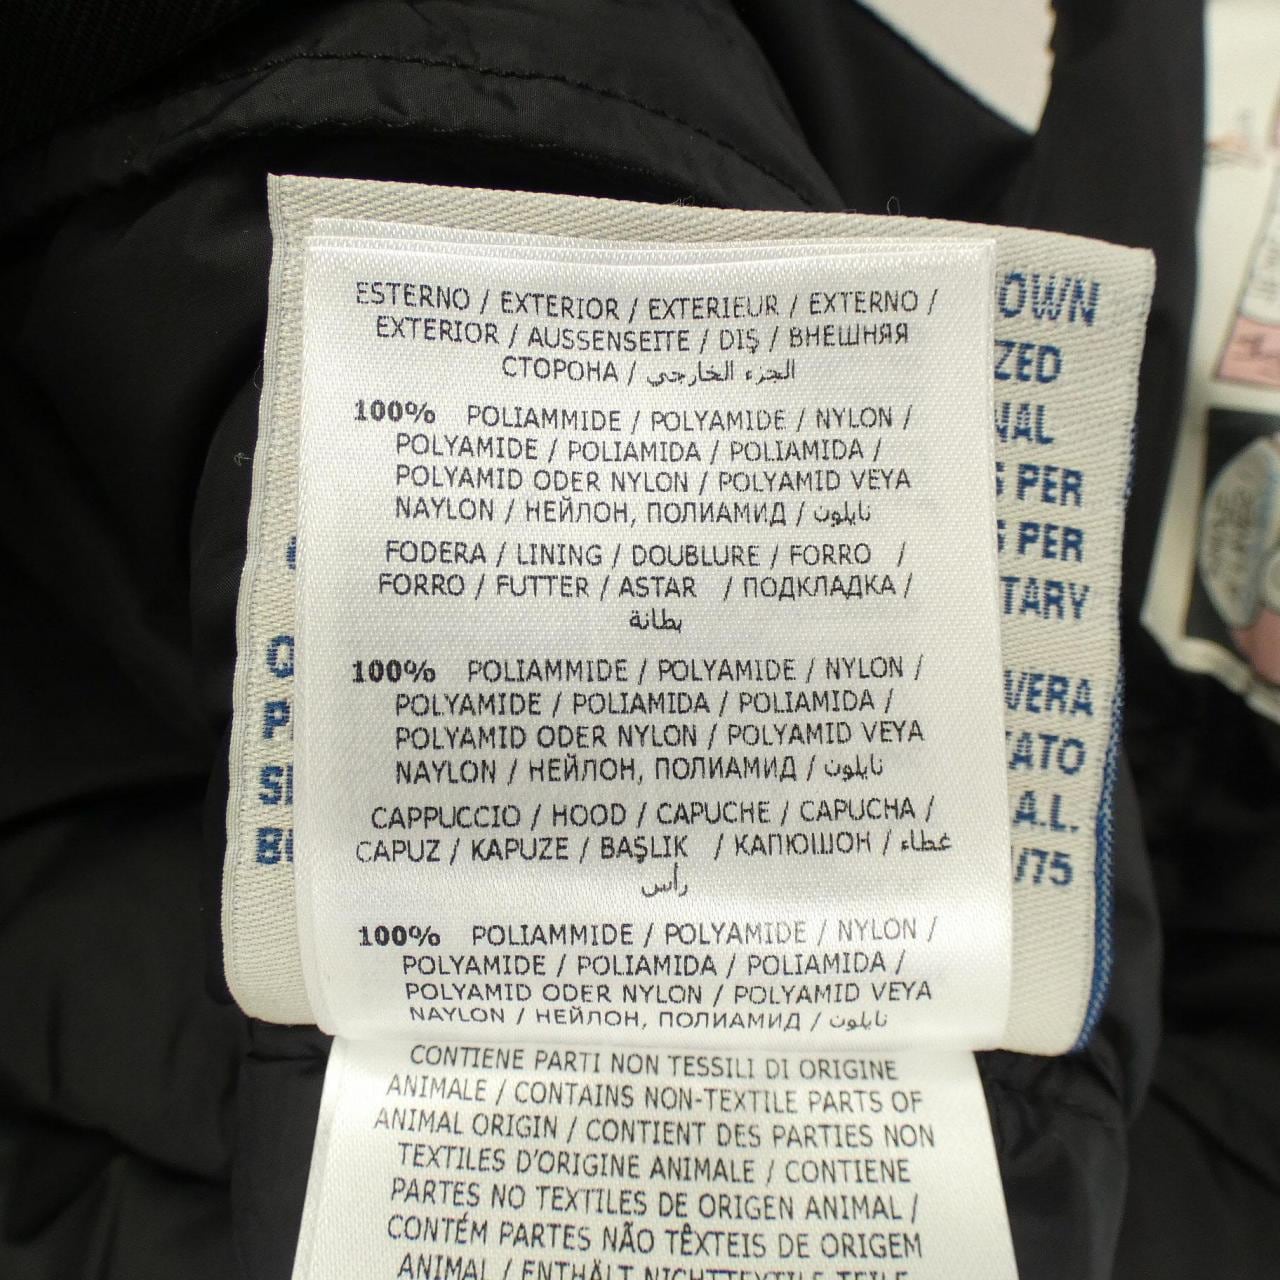 ESTERNO / EXTERIOR / EXTERIEUR / EXTERNO /
EXTERIOR / AUSSENSEITE / DIŞ / ВНЕШНЯЯ
СТОРОНА / الجزء الخارجي
100% POLIAMMIDE / POLYAMIDE / NYLON /
POLYAMIDE / POLIAMIDA / POLIAMIDA /
POLYAMID ODER NYLON / POLYAMID VEYA
NAYLON / НЕЙЛОН, ПОЛИАМИД / نايلون
FODERA / LINING / DOUBLURE / FORRO /
FORRO / FUTTER / ASTAR / ПОДКЛАДКА /
بطانة
100% POLIAMMIDE / POLYAMIDE / NYLON /
POLYAMIDE / POLIAMIDA / POLIAMIDA /
POLYAMID ODER NYLON / POLYAMID VEYA
NAYLON / НЕЙЛОН, ПОЛИАМИД / نايلون
CAPPUCCIO / HOOD / CAPUCHE / CAPUCHA /
CAPUZ / KAPUZE / BAŞLIK / КАПЮШОН / غطاء
رأس
100% POLIAMMIDE / POLYAMIDE / NYLON /
POLYAMIDE / POLIAMIDA / POLIAMIDA /
POLYAMID ODER NYLON / POLYAMID VEYA
NAYLON / НЕЙЛОН, ПОЛИАМИД / نايلون
CONTIENE PARTI NON TESSILI DI ORIGINE
ANIMALE / CONTAINS NON-TEXTILE PARTS OF
ANIMAL ORIGIN / CONTIENT DES PARTIES NON
TEXTILES D'ORIGINE ANIMALE / CONTIENE
PARTES NO TEXTILES DE ORIGEN ANIMAL /
CONTÉM PARTES NÃO TÊXTEIS DE ORIGEM
ANIMAL / ENTHÄLT NICHTTEXTILE TEILE
OWN
ZED
NAL
S PER
S PER
TARY
VERA
ATO
A.L.
/75